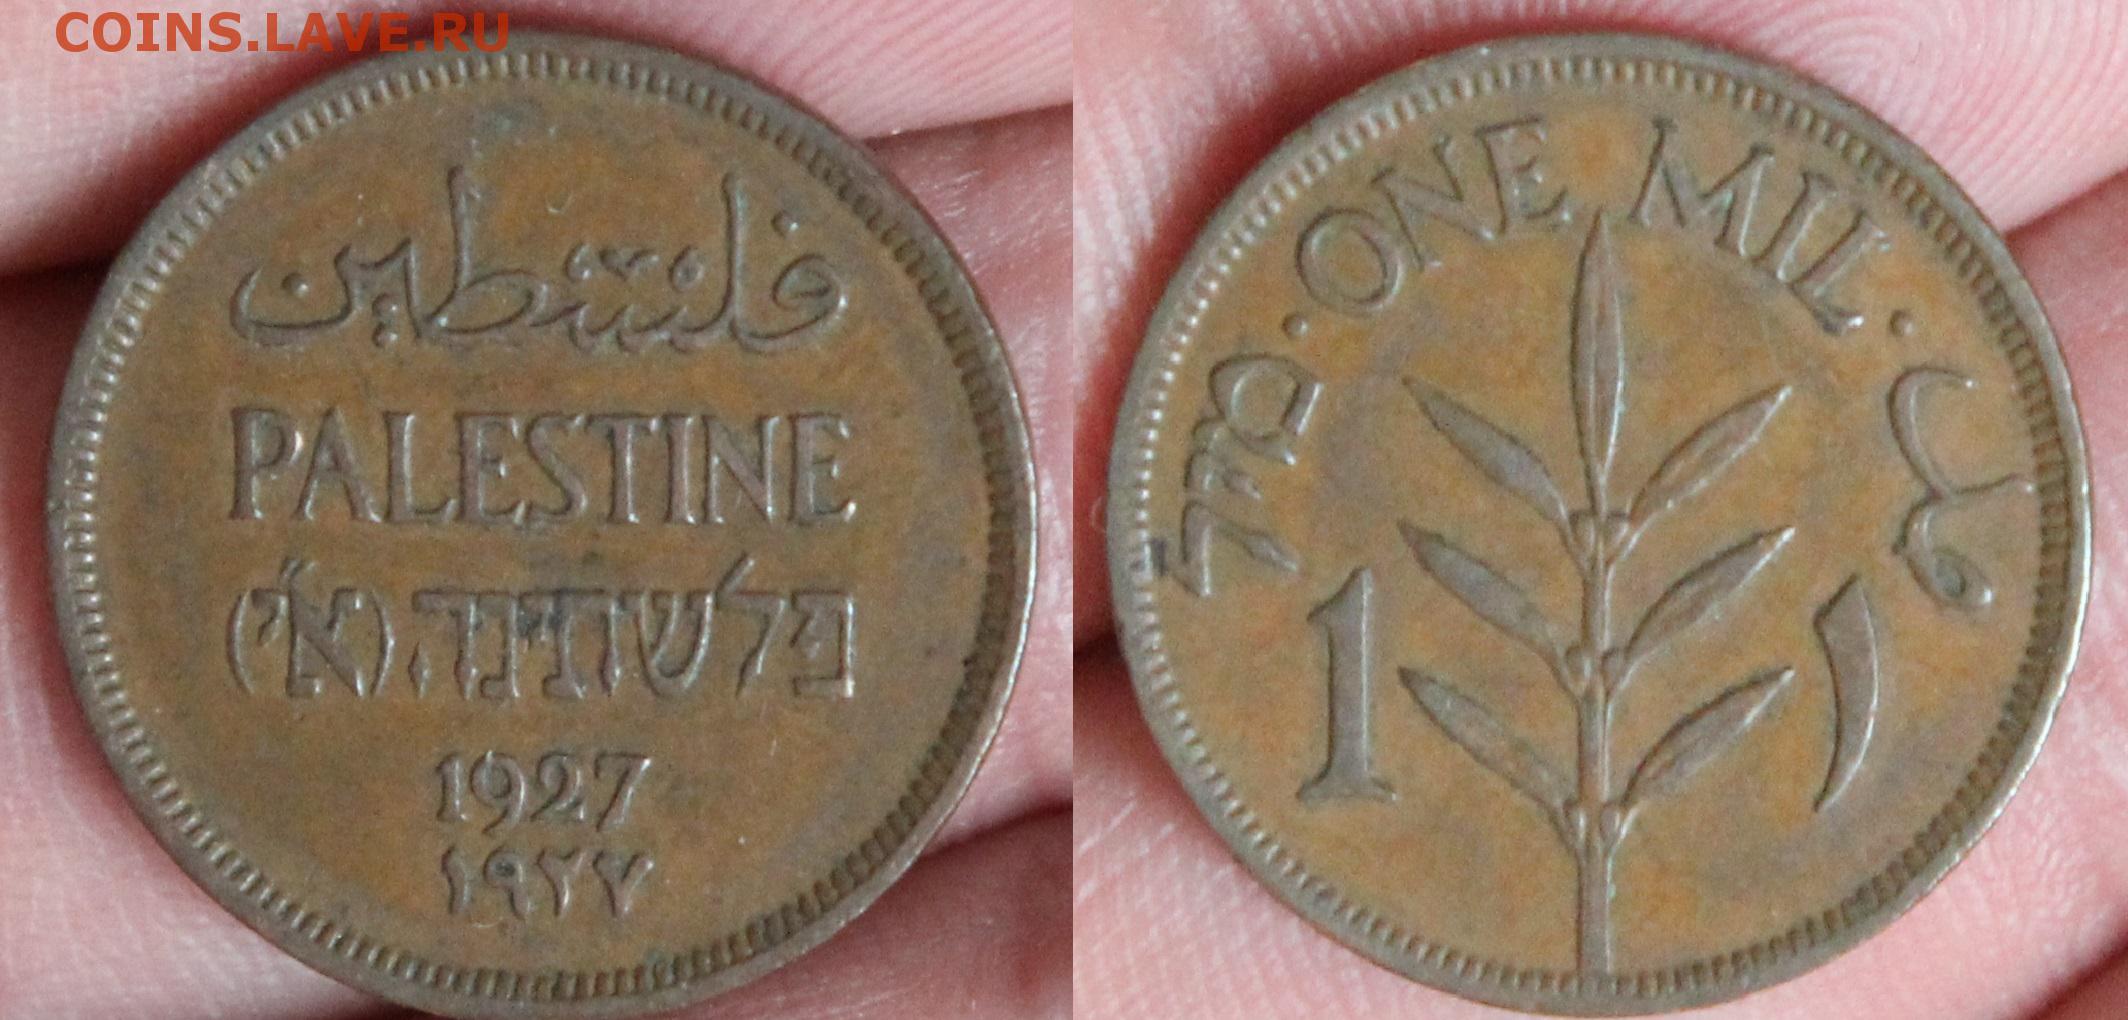 COINS.LAVE.RU
فلسطين
PALESTINE
פלשתינה (א״י)
1927
١٩٢٧
מיל · ONE MIL · مل
1 ١